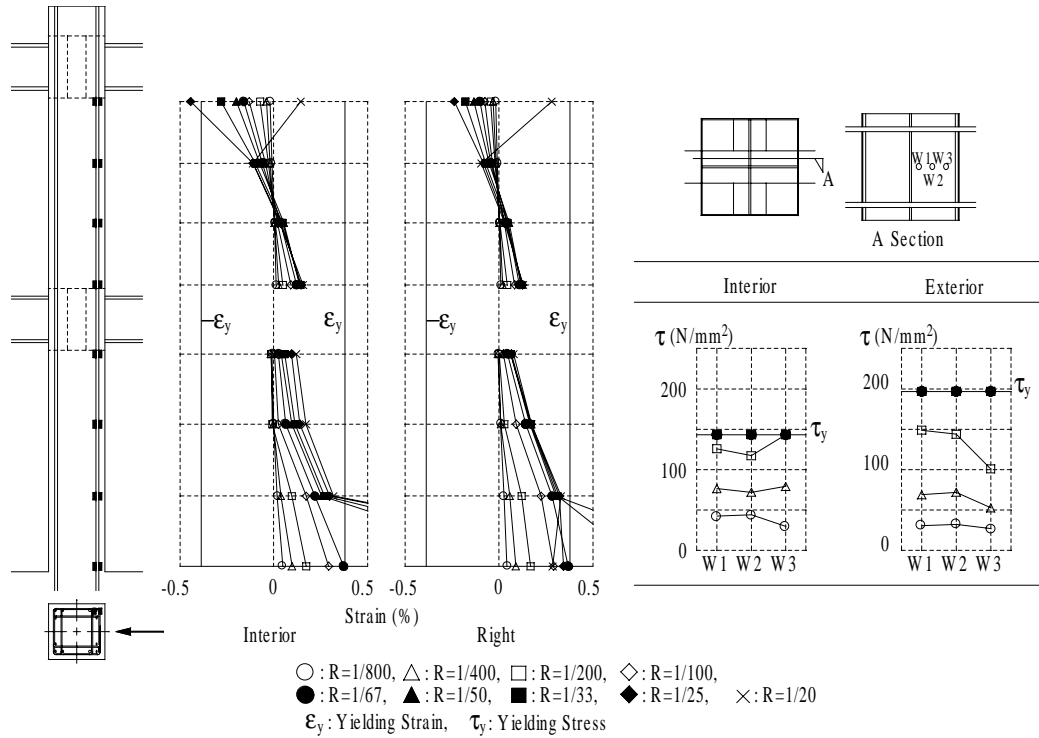 −εy
εy
−εy
εy
-0.5
0
0.5
-0.5
0
0.5
Strain (%)
Interior
Right
A
W1 W3
W2
A Section
Interior
Exterior
τ (N/mm²)
200
100
0
τy
W1 W2 W3
τ (N/mm²)
200
100
0
τy
W1 W2 W3
○ : R=1/800, △ : R=1/400, □ : R=1/200, ◇ : R=1/100,
● : R=1/67, ▲ : R=1/50, ■ : R=1/33, ◆ : R=1/25, × : R=1/20
εy : Yielding Strain, τy : Yielding Stress